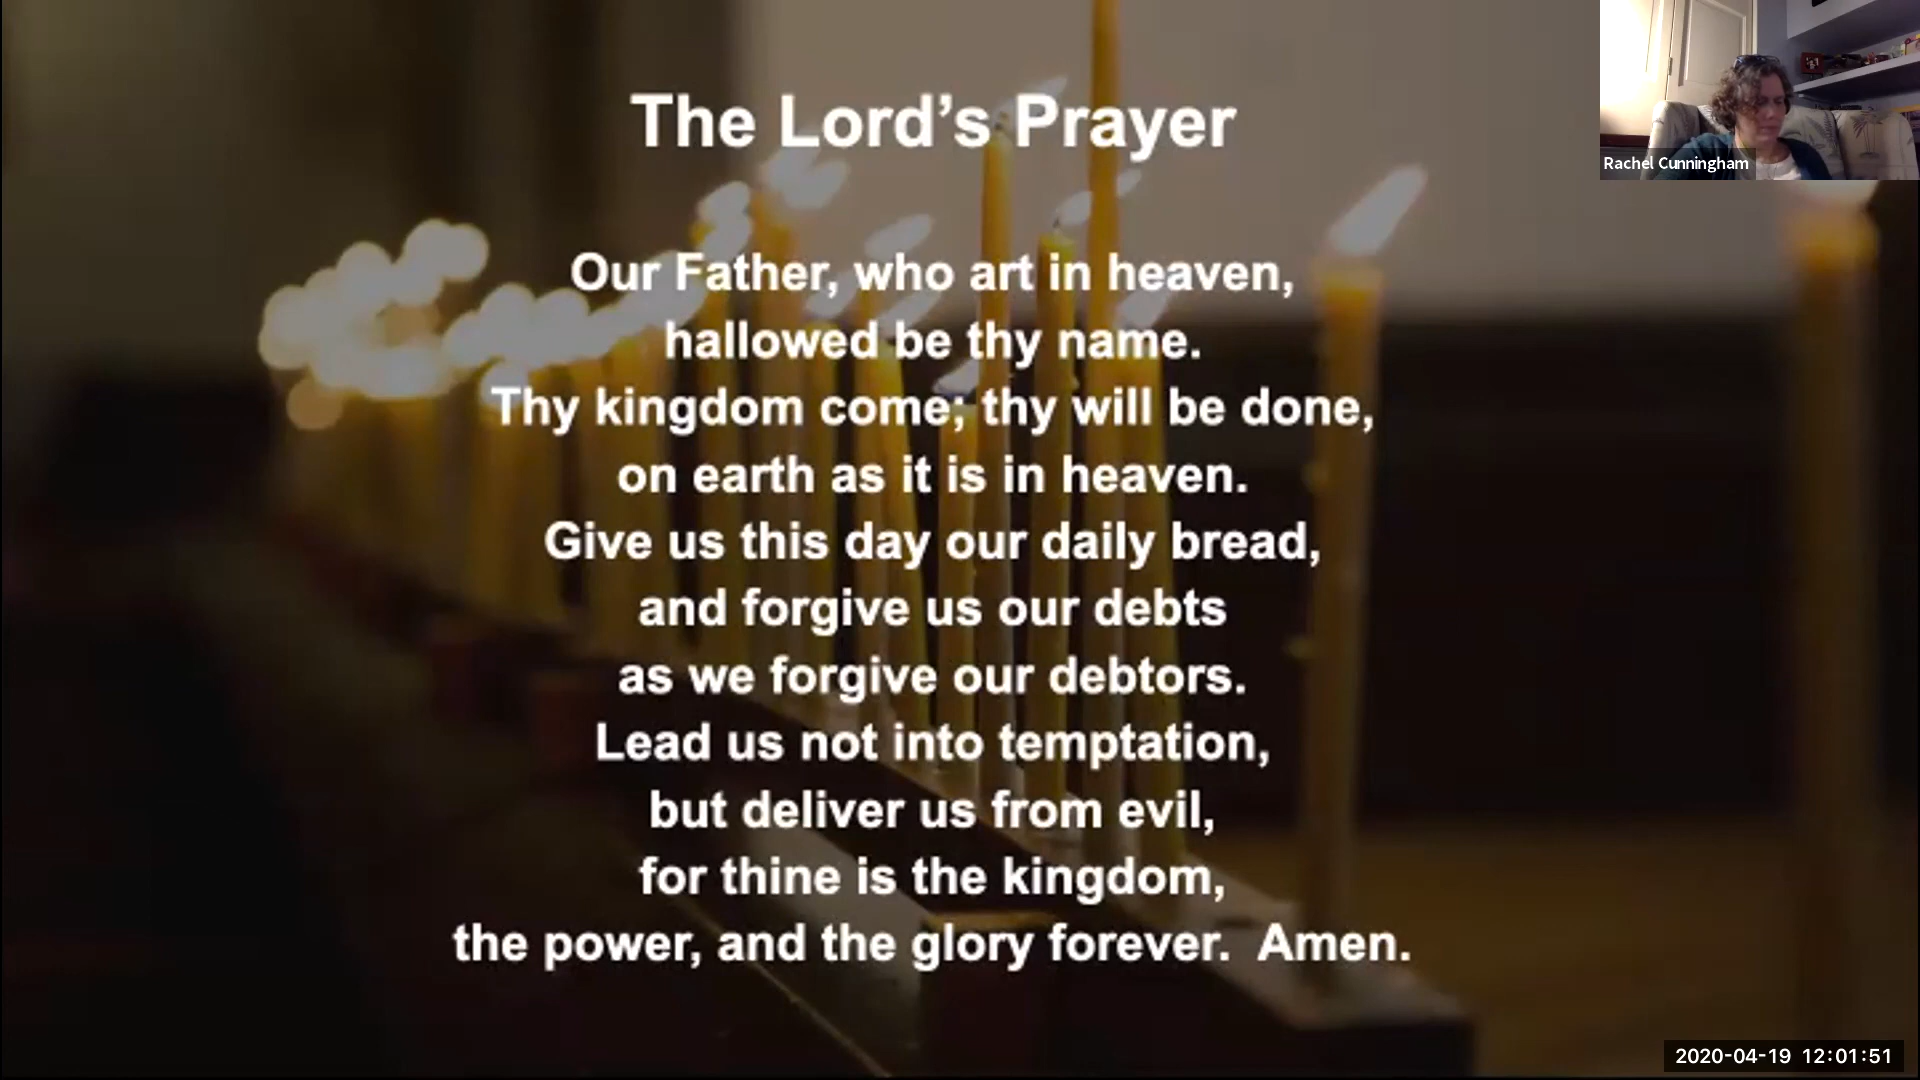 The Lord’s Prayer
Rachel Cunningham
Our Father, who art in heaven,
hallowed be thy name.
Thy kingdom come; thy will be done,
on earth as it is in heaven.
Give us this day our daily bread,
and forgive us our debts
as we forgive our debtors.
Lead us not into temptation,
but deliver us from evil,
for thine is the kingdom,
the power, and the glory forever.  Amen.
2020-04-19 12:01:51